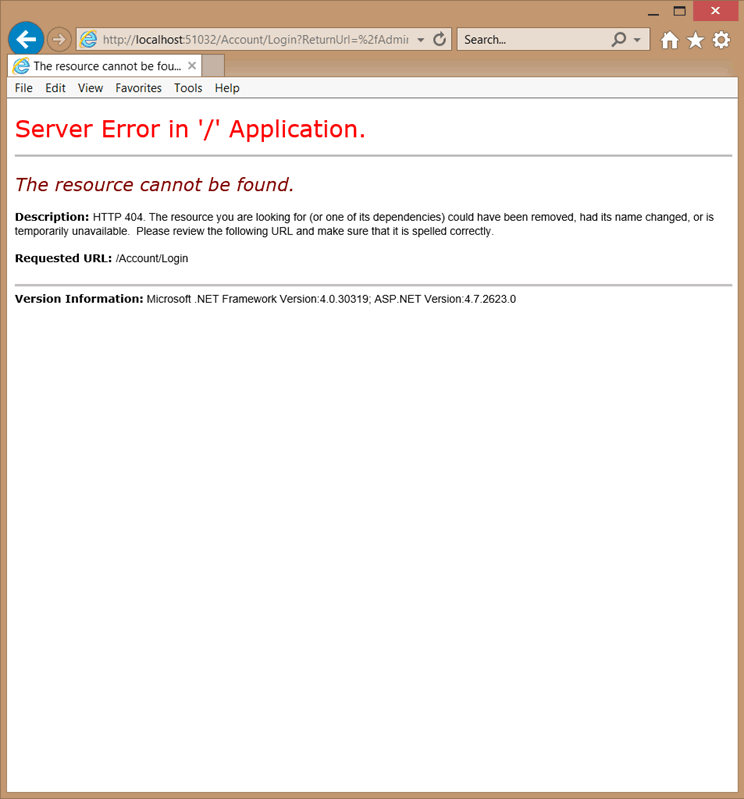 http://localhost:51032/Account/Login?ReturnUrl=%2fAdmin
Search...
The resource cannot be fou...
File Edit View Favorites Tools Help
Server Error in '/' Application.
The resource cannot be found.
Description: HTTP 404. The resource you are looking for (or one of its dependencies) could have been removed, had its name changed, or is
temporarily unavailable.  Please review the following URL and make sure that it is spelled correctly.
Requested URL: /Account/Login
Version Information: Microsoft .NET Framework Version:4.0.30319; ASP.NET Version:4.7.2623.0